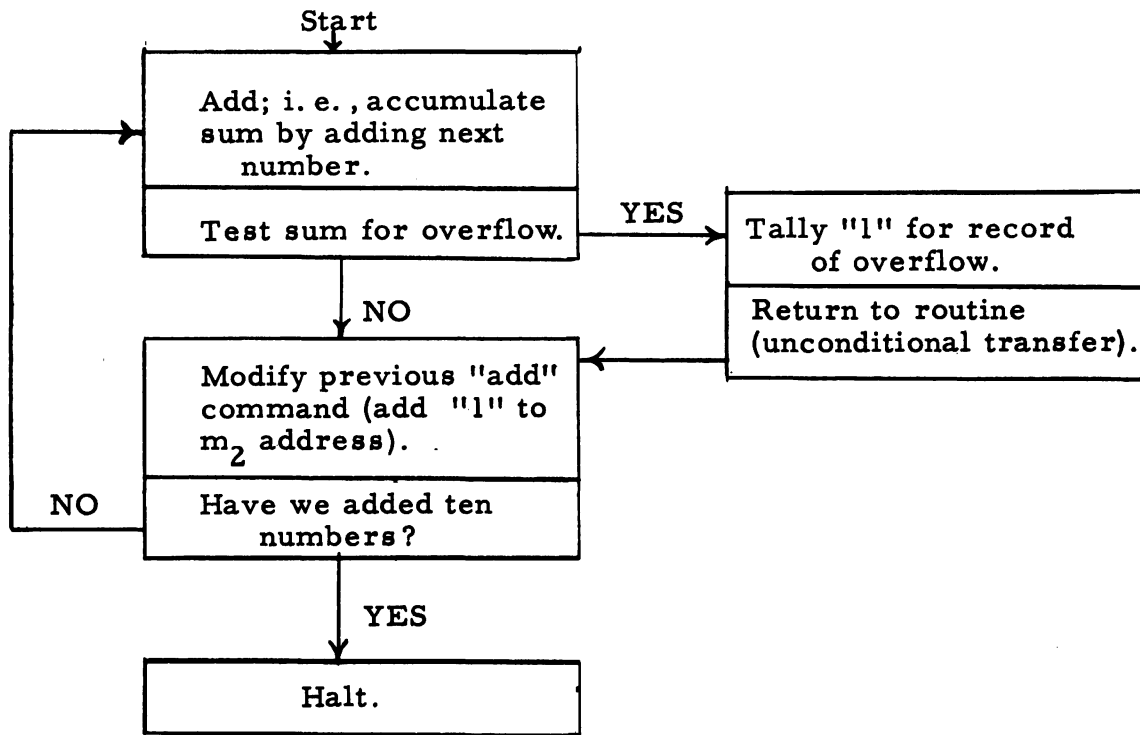 Start
Add; i. e., accumulate
sum by adding next
number.
Test sum for overflow.
YES
Tally "1" for record
of overflow.
Return to routine
(unconditional transfer).
NO
Modify previous "add"
command (add "1" to
m2 address).
NO
Have we added ten
numbers?
YES
Halt.